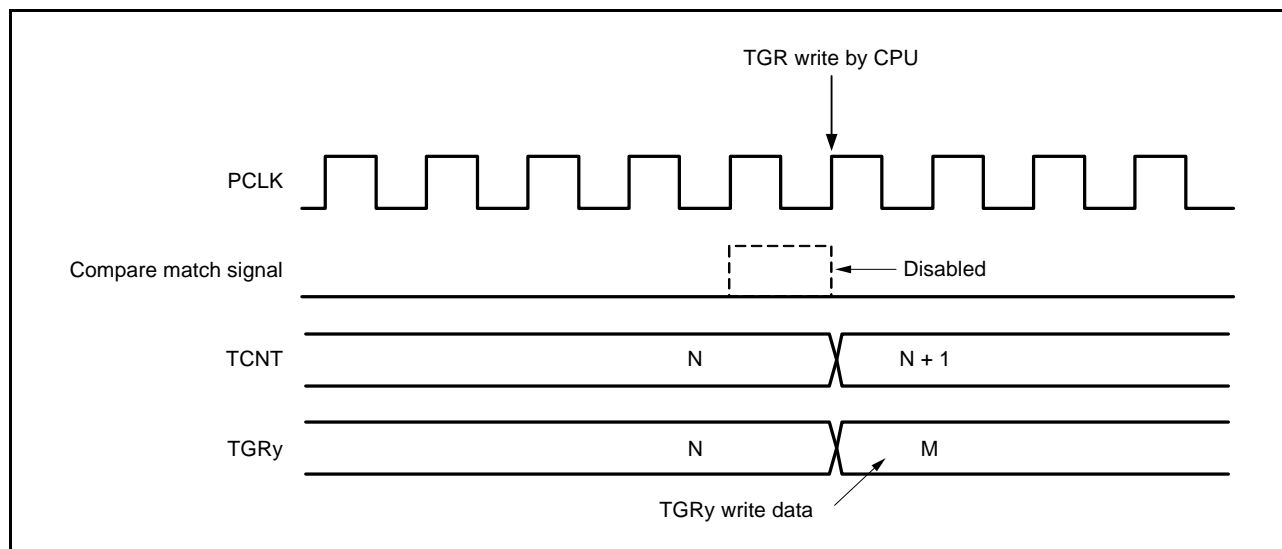 TGR write by CPU
PCLK
Compare match signal
Disabled
TCNT
N
N + 1
TGRy
N
M
TGRy write data